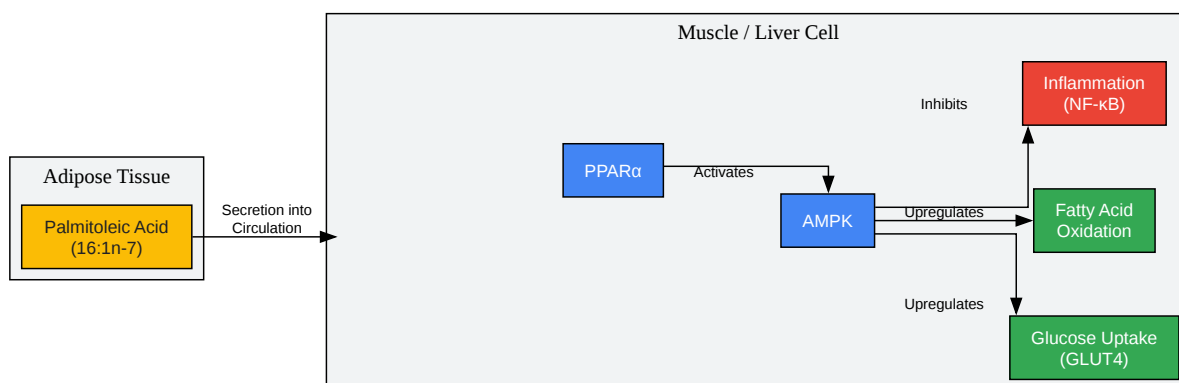 Muscle / Liver Cell
Adipose Tissue
Palmitoleic Acid
(16:1n-7)
Secretion into
Circulation
PPARα
Activates
AMPK
Inhibits
Inflammation
(NF-κB)
Upregulates
Fatty Acid
Oxidation
Upregulates
Glucose Uptake
(GLUT4)